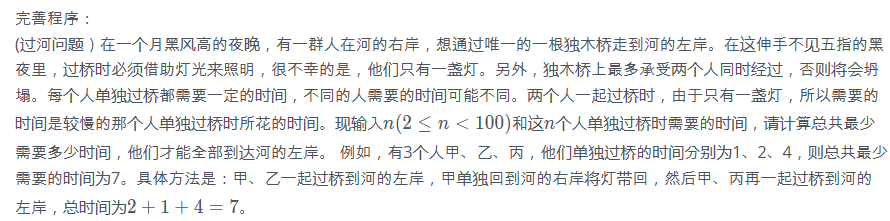 完善程序：
(过河问题 ) 在一个月黑风高的夜晚，有一群人在河的右岸，想通过唯一的一根独木桥走到河的左岸。在这伸手不见五指的黑
夜里，过桥时必须借助灯光来照明，很不幸的是，他们只有一盏灯。另外，独木桥上最多承受两个人同时经过，否则将会坍
塌。每个人单独过桥都需要一定的时间，不同的人需要的时间可能不同。两个人一起过桥时，由于只有一盏灯，所以需要的
时间是较慢的那个人单独过桥时所花的时间。现输入n(2 ≤ n < 100)和这n个人单独过桥时需要的时间，请计算总共最少
需要多少时间，他们才能全部到达河的左岸。 例如，有3个人甲、乙、丙，他们单独过桥的时间分别为1、2、4，则总共最少
需要的时间为7。具体方法是：甲、乙一起过桥到河的左岸，甲单独回到河的右岸将灯带回，然后甲、丙再一起过桥到河的
左岸，总时间为2 + 1 + 4 = 7。